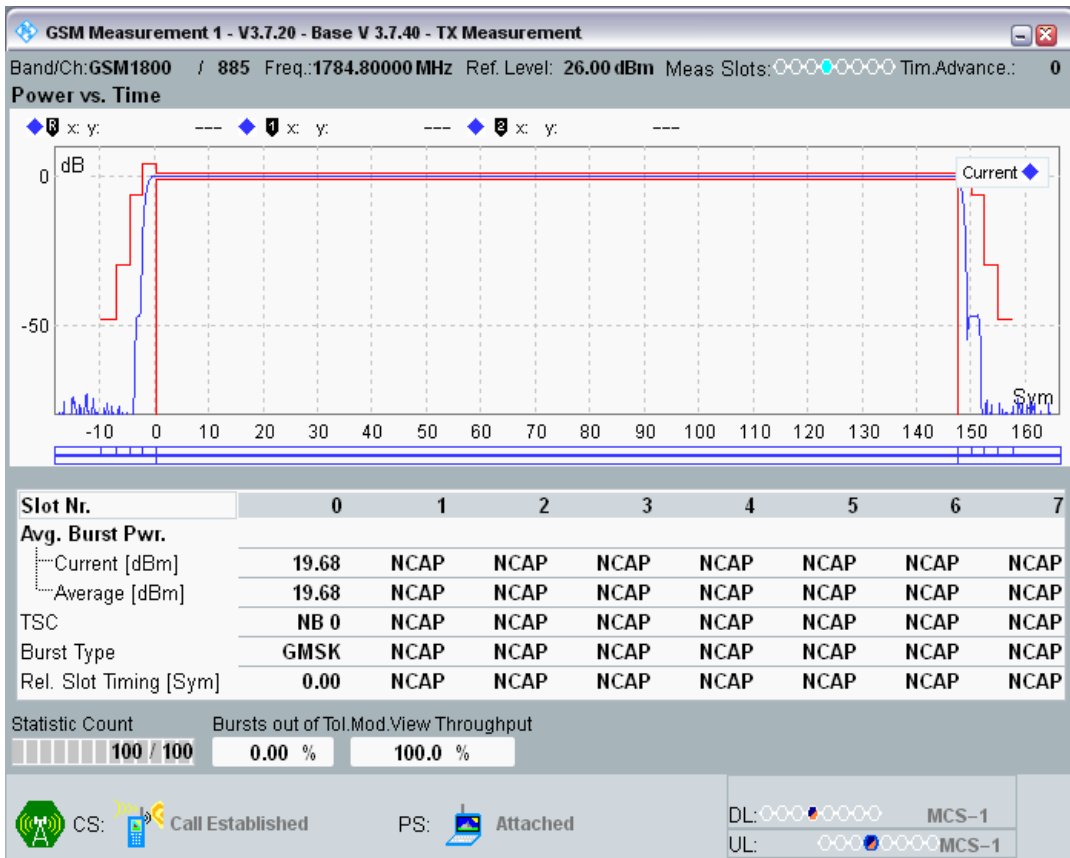 GSM Measurement 1 - V3.7.20 - Base V 3.7.40 - TX Measurement
Band/Ch:GSM1800 / 885 Freq.:1784.80000 MHz Ref. Level: 26.00 dBm Meas Slots: Tim.Advance.: 0
Power vs. Time
R x: y: --- 1 x: y: --- 2 x: y: ---
dB
Current
0
-50
Sym
-10 0 10 20 30 40 50 60 70 80 90 100 110 120 130 140 150 160
Slot Nr. 0 1 2 3 4 5 6 7
Avg. Burst Pwr.
Current [dBm] 19.68 NCAP NCAP NCAP NCAP NCAP NCAP NCAP
Average [dBm] 19.68 NCAP NCAP NCAP NCAP NCAP NCAP NCAP
TSC NB 0 NCAP NCAP NCAP NCAP NCAP NCAP NCAP
Burst Type GMSK NCAP NCAP NCAP NCAP NCAP NCAP NCAP
Rel. Slot Timing [Sym] 0.00 NCAP NCAP NCAP NCAP NCAP NCAP NCAP
Statistic Count Bursts out of Tol. Mod.View Throughput
100 / 100 0.00 % 100.0 %
CS: Call Established PS: Attached
DL: MCS-1
UL: MCS-1